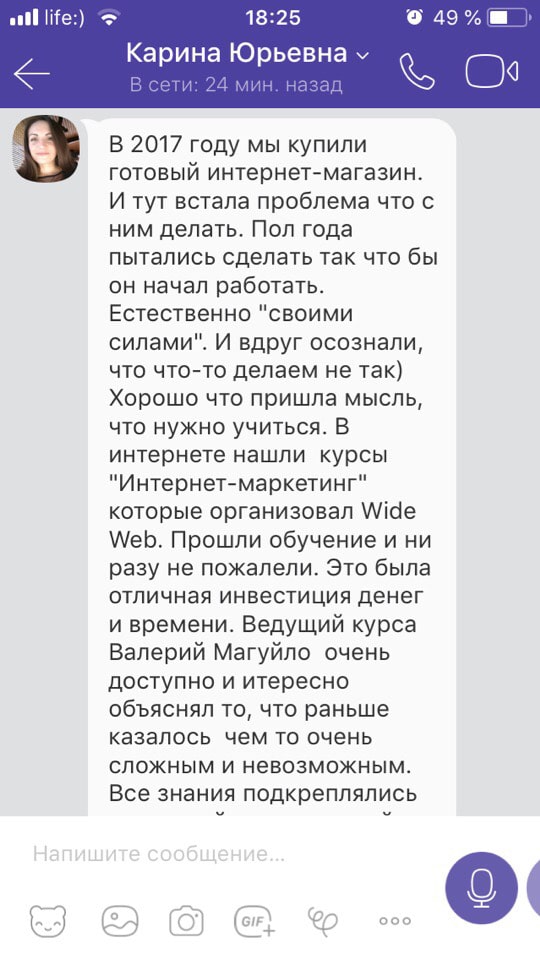 life:) 18:25 49 %
Карина Юрьевна
В сети: 24 мин. назад
В 2017 году мы купили
готовый интернет-магазин.
И тут встала проблема что с
ним делать. Пол года
пытались сделать так что бы
он начал работать.
Естественно "своими
силами". И вдруг осознали,
что что-то делаем не так)
Хорошо что пришла мысль,
что нужно учиться. В
интернете нашли курсы
"Интернет-маркетинг"
которые организовал Wide
Web. Прошли обучение и ни
разу не пожалели. Это была
отличная инвестиция денег
и времени. Ведущий курса
Валерий Магуйло очень
доступно и итересно
объяснял то, что раньше
казалось чем то очень
сложным и невозможным.
Все знания подкреплялись
Напишите сообщение...
GIF